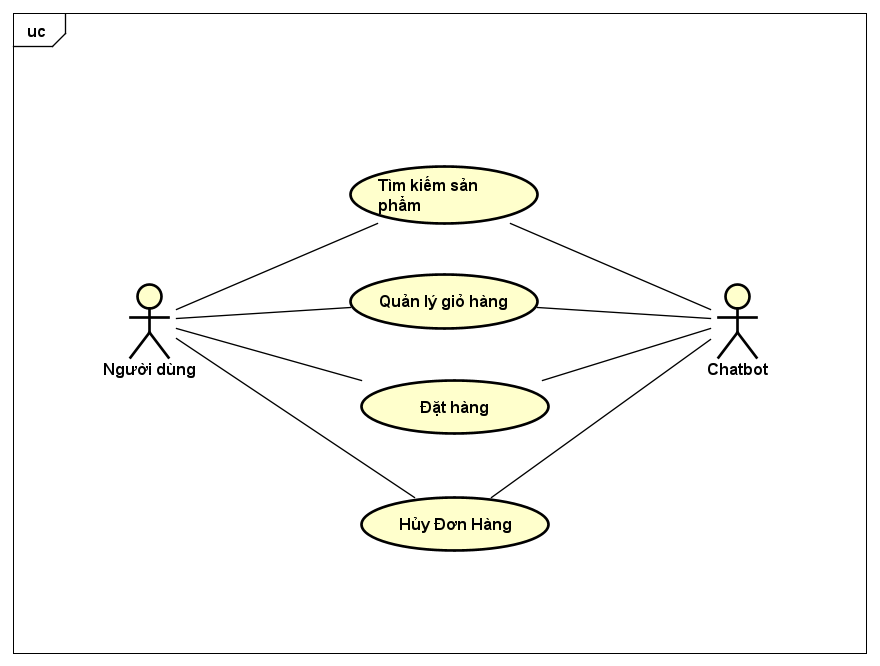 uc
Tìm kiếm sản
phẩm
Quản lý giỏ hàng
Người dùng
Chatbot
Đặt hàng
Hủy Đơn Hàng